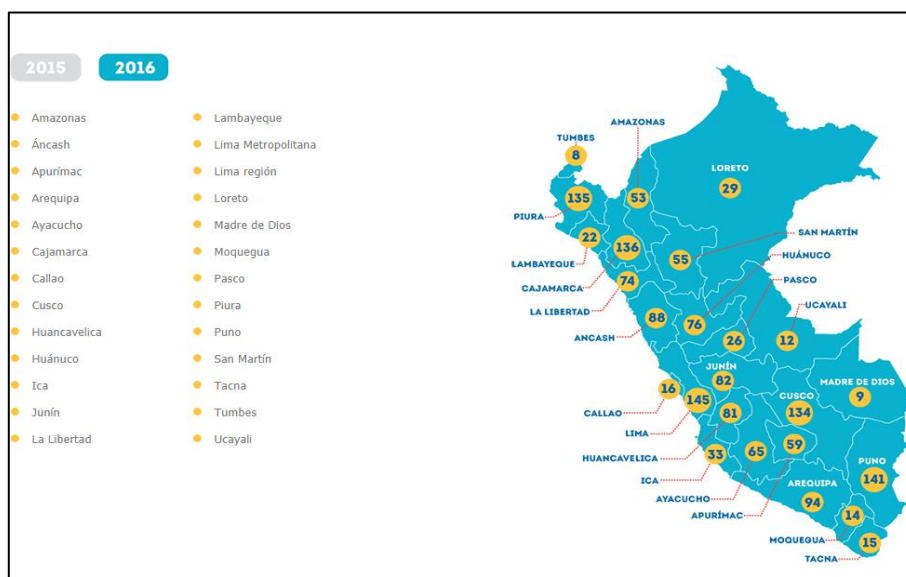 2015 2016
Amazonas
Áncash
Apurímac
Arequipa
Ayacucho
Cajamarca
Callao
Cusco
Huancavelica
Huánuco
Ica
Junín
La Libertad
Lambayeque
Lima Metropolitana
Lima región
Loreto
Madre de Dios
Moquegua
Pasco
Piura
Puno
San Martín
Tacna
Tumbes
Ucayali
AMAZONAS
53
TUMBES
8
LORETO
29
PIURA
135
LAMBAYEQUE
22
CAJAMARCA
136
SAN MARTÍN
55
LA LIBERTAD
74
HUÁNUCO
76
PASCO
26
UCAYALI
12
ANCASH
88
JUNÍN
82
MADRE DE DIOS
9
CALLAO
16
LIMA
145
CUSCO
134
HUANCAVELICA
81
ICA
33
AYACUCHO
65
APURÍMAC
59
PUNO
141
AREQUIPA
94
MOQUEGUA
14
TACNA
15